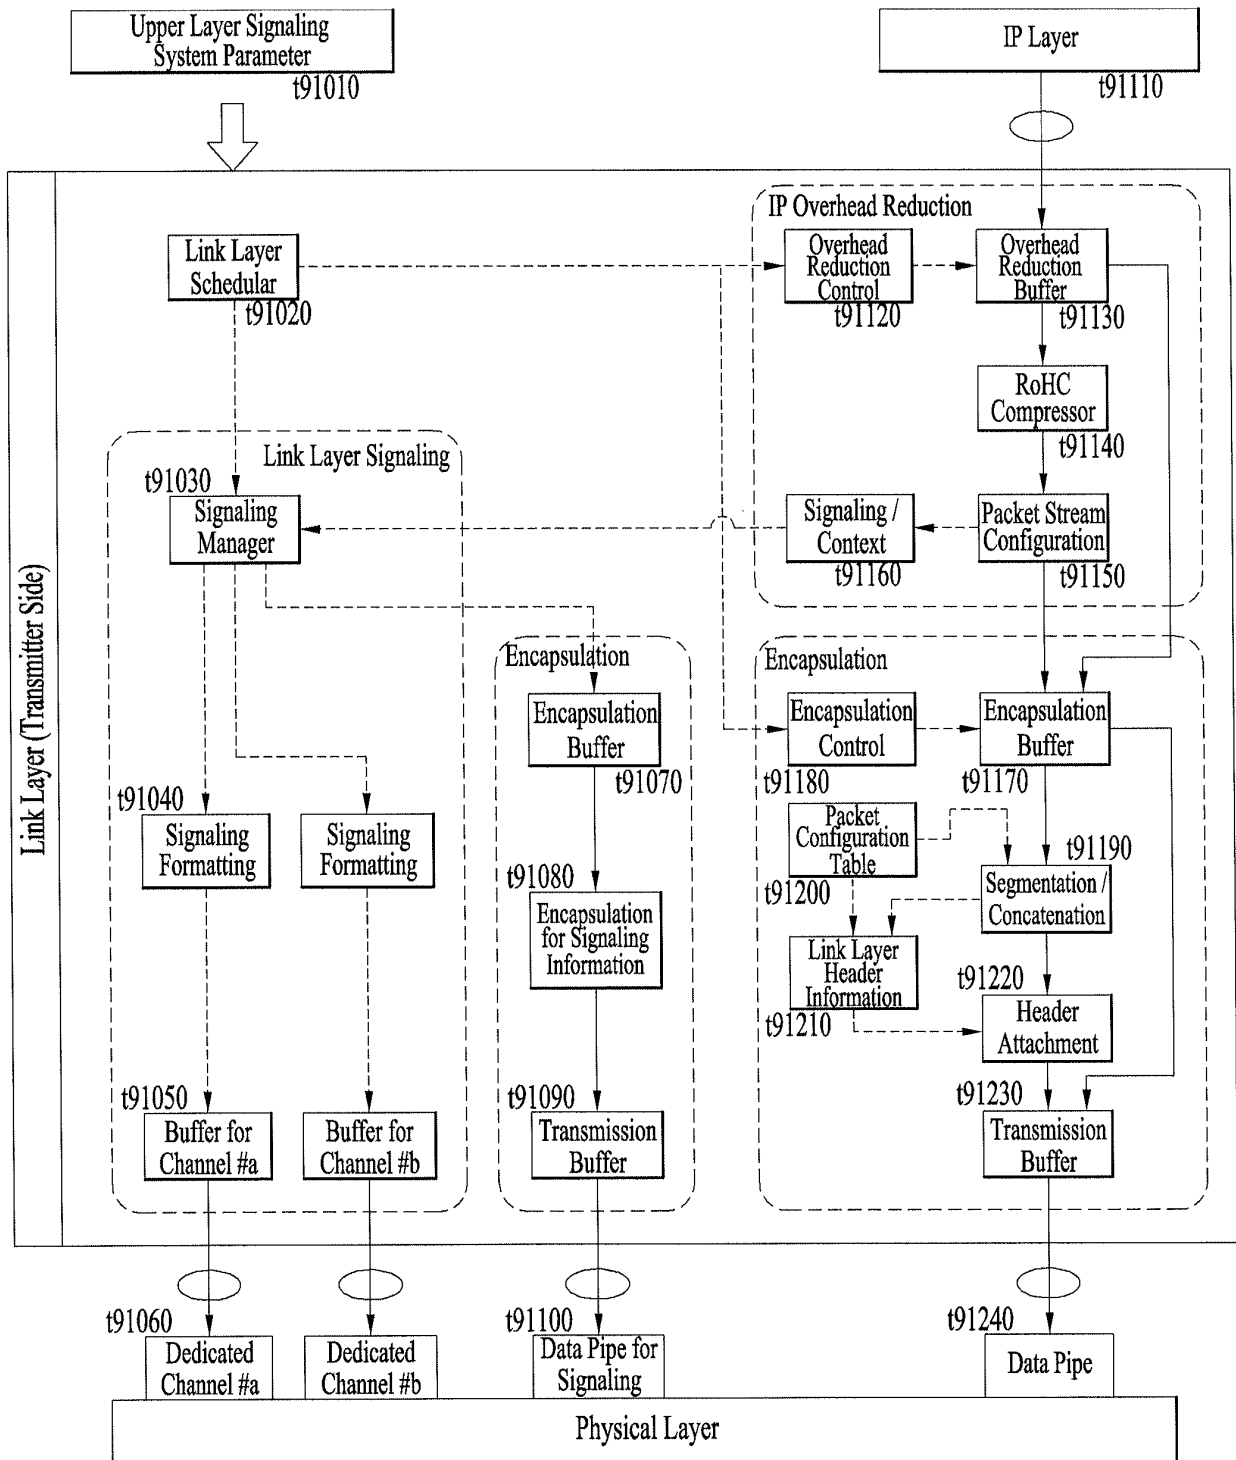 Upper Layer Signaling
System Parameter
t91010
IP Layer
t91110
Link Layer (Transmitter Side)
IP Overhead Reduction
Link Layer
Schedular
t91020
Overhead
Reduction
Control
t91120
Overhead
Reduction
Buffer
t91130
RoHC
Compressor
t91140
Link Layer Signaling
t91030
Signaling
Manager
Signaling /
Context
t91160
Packet Stream
Configuration
t91150
Encapsulation
Encapsulation
Buffer
t91070
Encapsulation
Encapsulation
Control
t91180
Encapsulation
Buffer
t91170
t91040
Signaling
Formatting
Signaling
Formatting
Packet
Configuration
Table
t91200
t91190
Segmentation /
Concatenation
t91080
Encapsulation
for Signaling
Information
Link Layer
Header
Information
t91210
t91220
Header
Attachment
t91050
Buffer for
Channel #a
Buffer for
Channel #b
t91090
Transmission
Buffer
t91230
Transmission
Buffer
t91060
Dedicated
Channel #a
Dedicated
Channel #b
t91100
Data Pipe for
Signaling
t91240
Data Pipe
Physical Layer